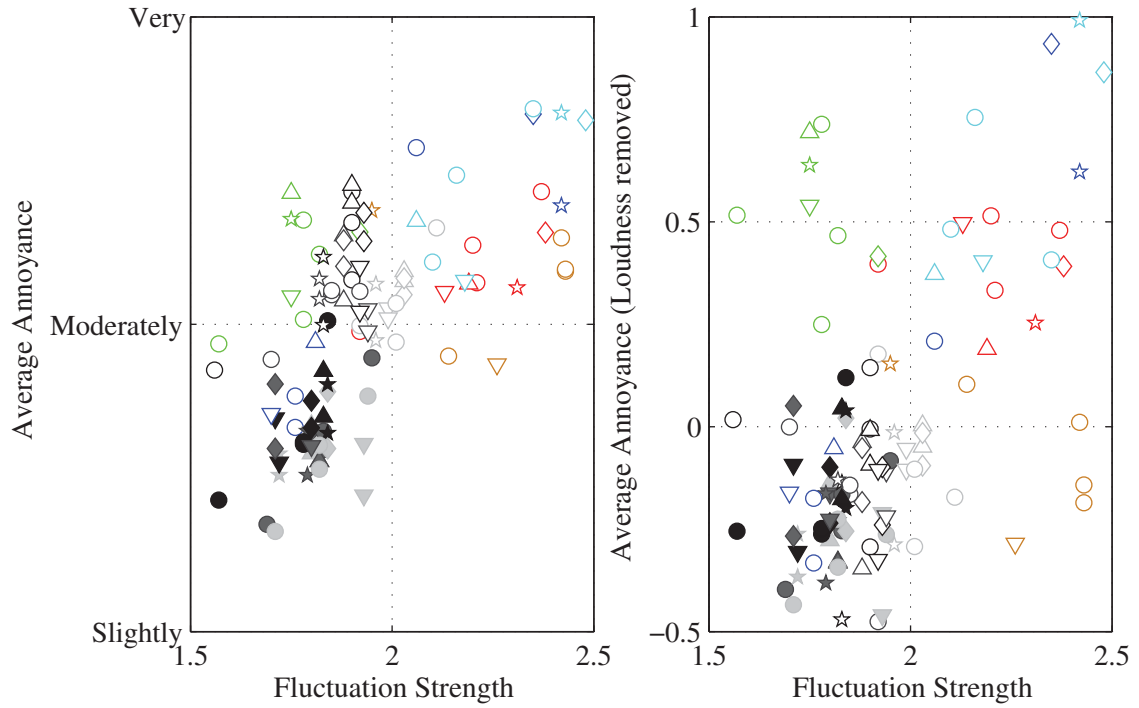 Very
Moderately
Slightly
Average Annoyance
1.5
2
2.5
Fluctuation Strength
1
0.5
0
−0.5
Average Annoyance (Loudness removed)
1.5
2
2.5
Fluctuation Strength